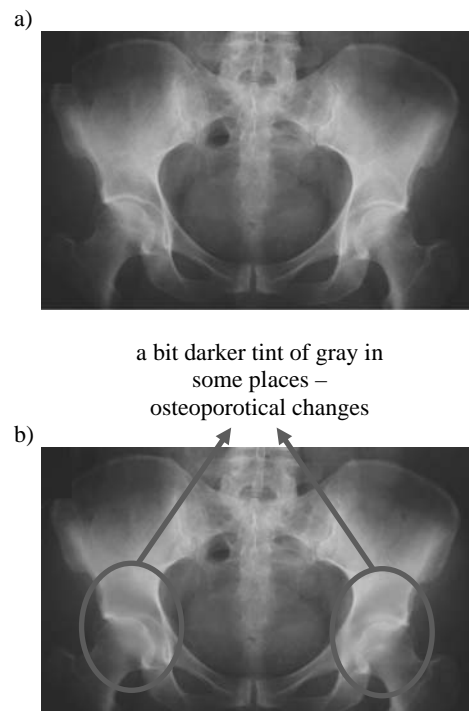 a)
a bit darker tint of gray in
some places –
osteoporotical changes
b)